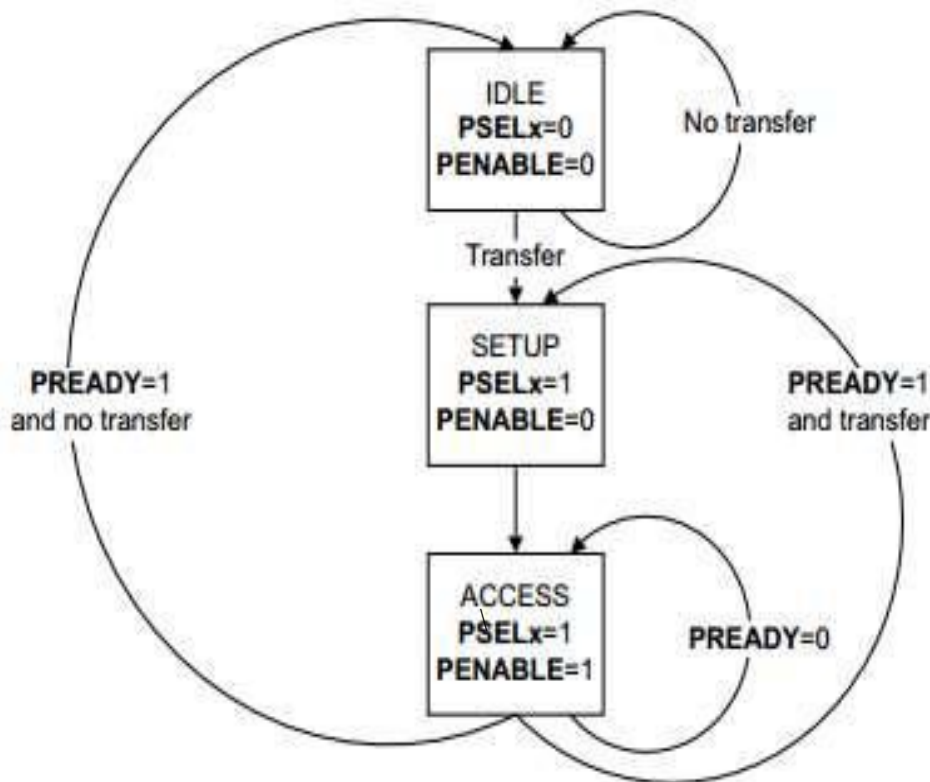 IDLE
PSELx=0
PENABLE=0
No transfer
Transfer
SETUP
PSELx=1
PENABLE=0
PREADY=1
and no transfer
PREADY=1
and transfer
ACCESS
PSELx=1
PENABLE=1
PREADY=0